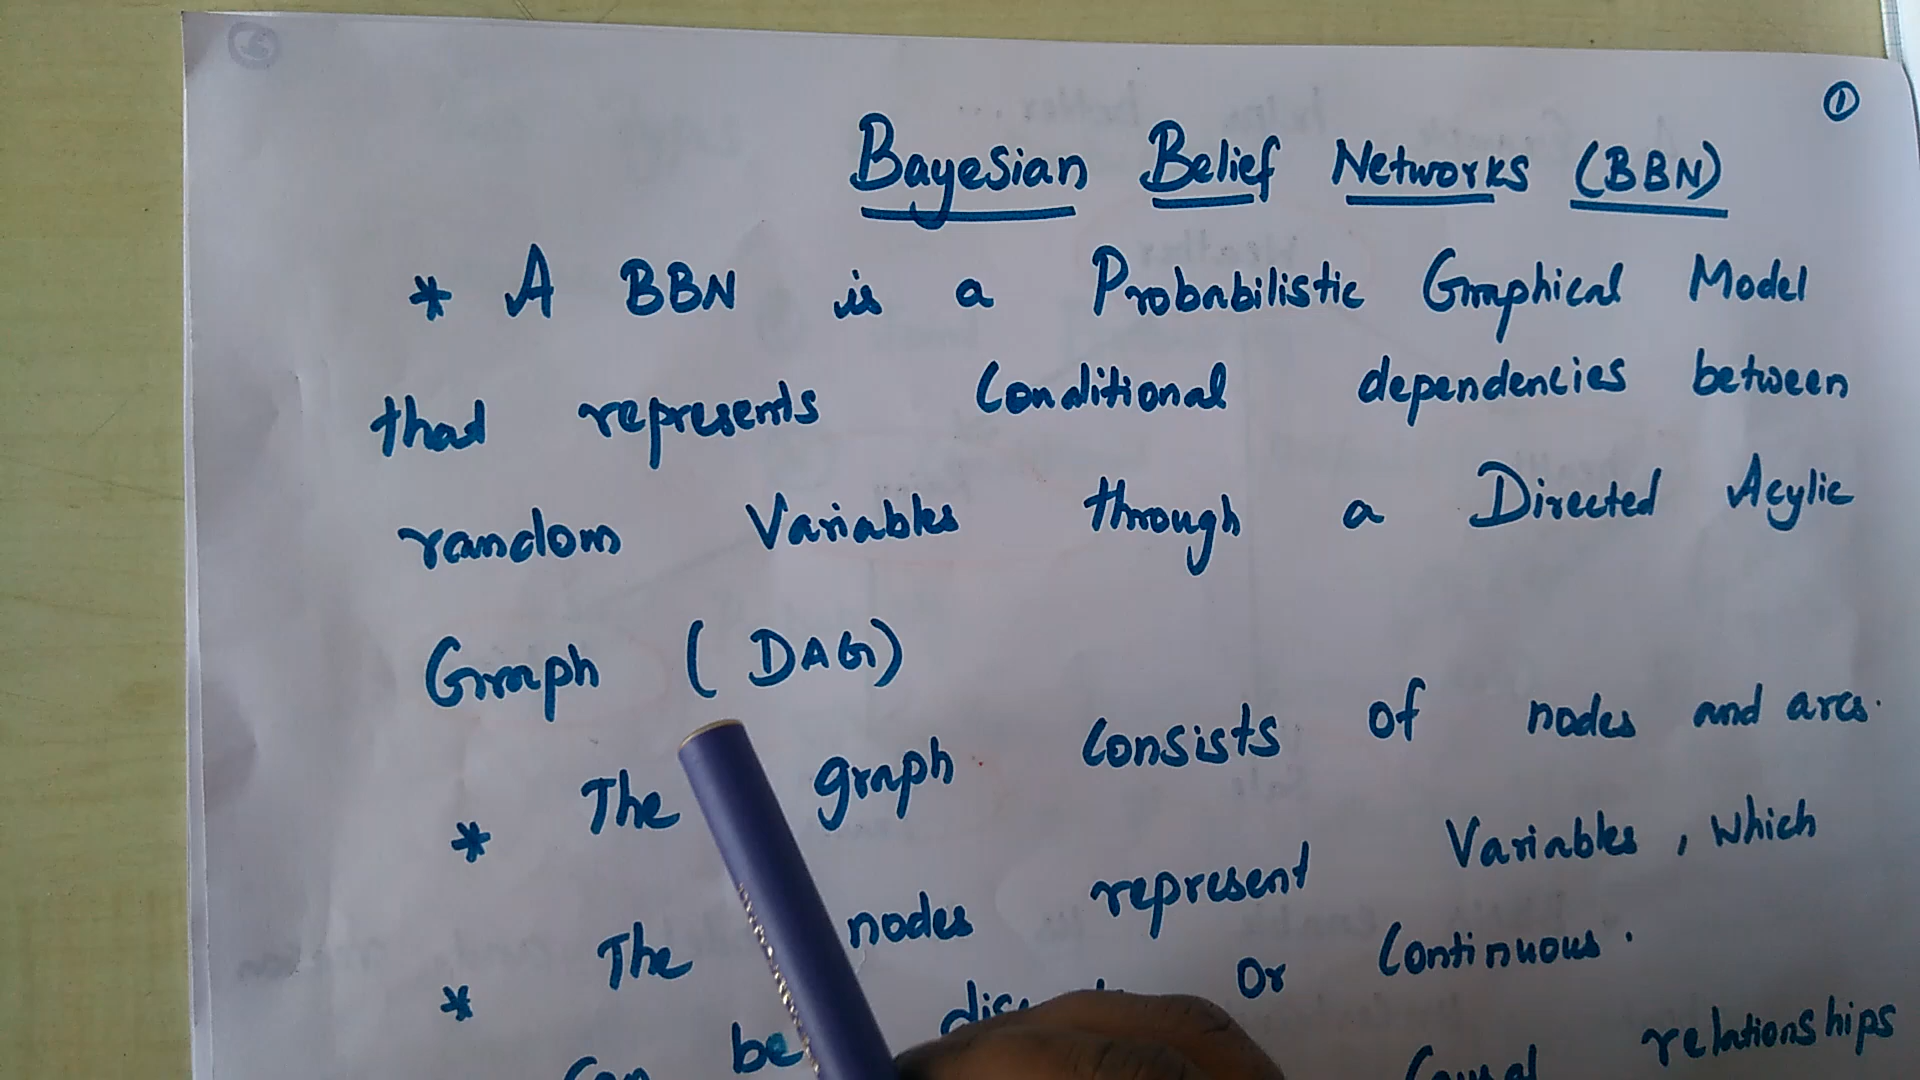 ①
Bayesian Belief Networks (BBN)
* A BBN is a Probabilistic Graphical Model
that represents Conditional dependencies between
random Variables through a Directed Acylic
Graph (DAG)
* The graph Consists of nodes and arcs.
* The nodes represent Variables, which
Can be or Continuous.
Causal relationships